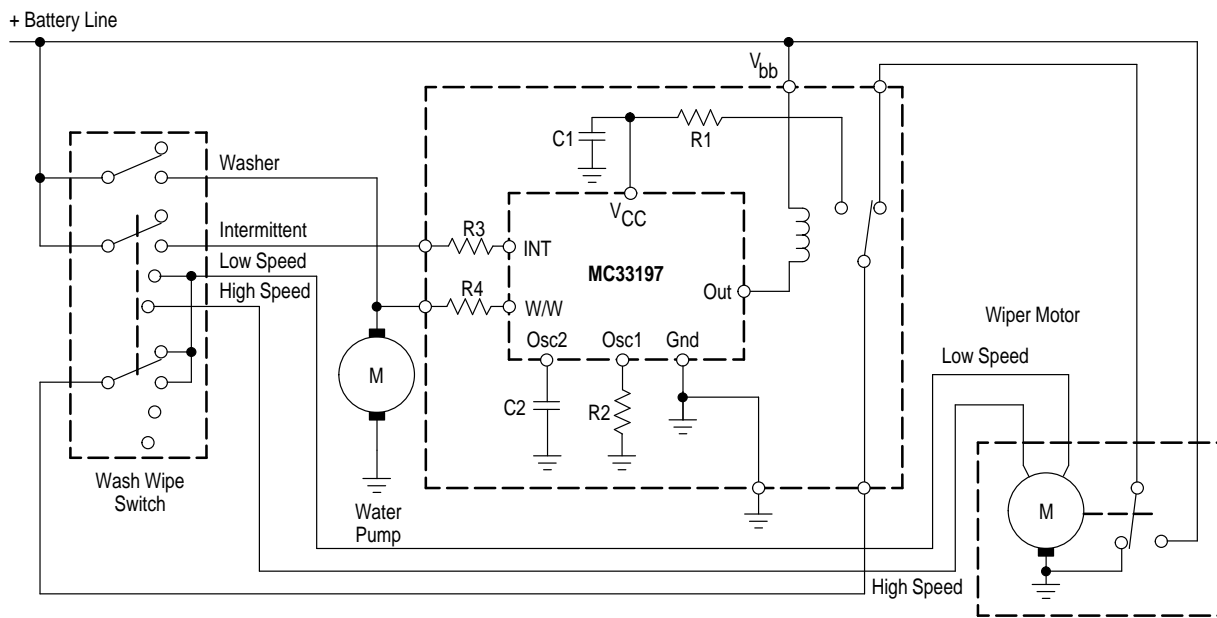 + Battery Line
Vbb
C1
R1
Washer
VCC
Intermittent
R3
INT
Low Speed
MC33197
High Speed
R4
W/W
Out
Osc2
Osc1
Gnd
Wiper Motor
Low Speed
M
C2
R2
Wash Wipe
Switch
Water
Pump
M
High Speed